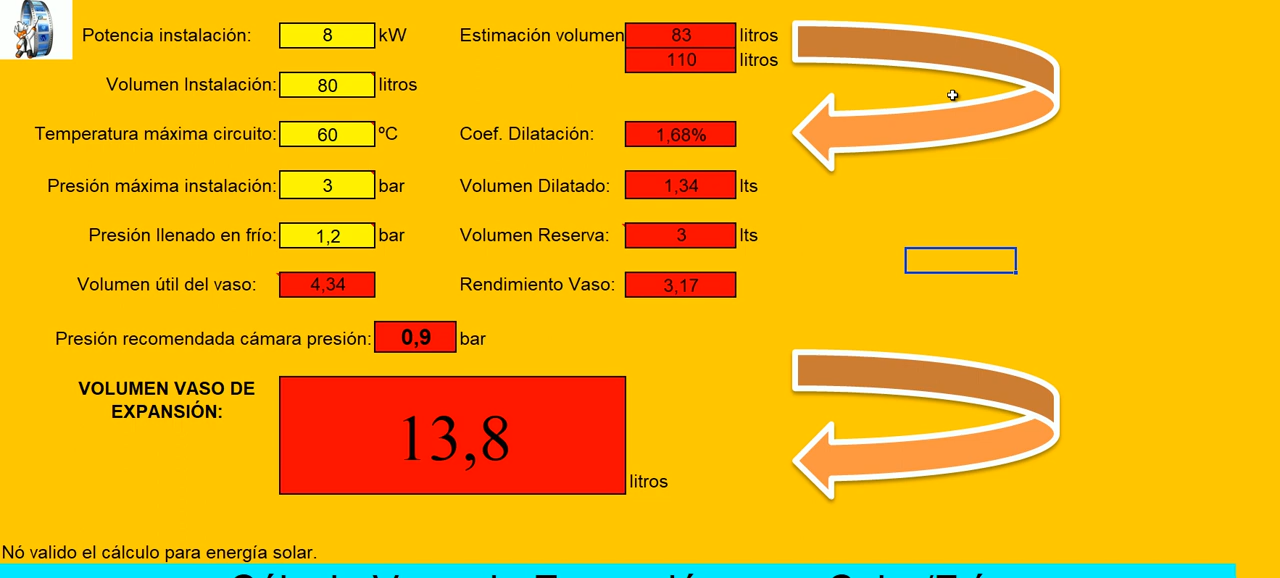 Potencia instalación: 8 kW Estimación volumen 83 litros
110 litros
Volumen Instalación: 80 litros
Temperatura máxima circuito: 60 ºC Coef. Dilatación: 1,68%
Presión máxima instalación: 3 bar Volumen Dilatado: 1,34 lts
Presión llenado en frío: 1,2 bar Volumen Reserva: 3 lts
Volumen útil del vaso: 4,34 Rendimiento Vaso: 3,17
Presión recomendada cámara presión: 0,9 bar
VOLUMEN VASO DE
EXPANSIÓN:
13,8
litros
Nó valido el cálculo para energía solar.